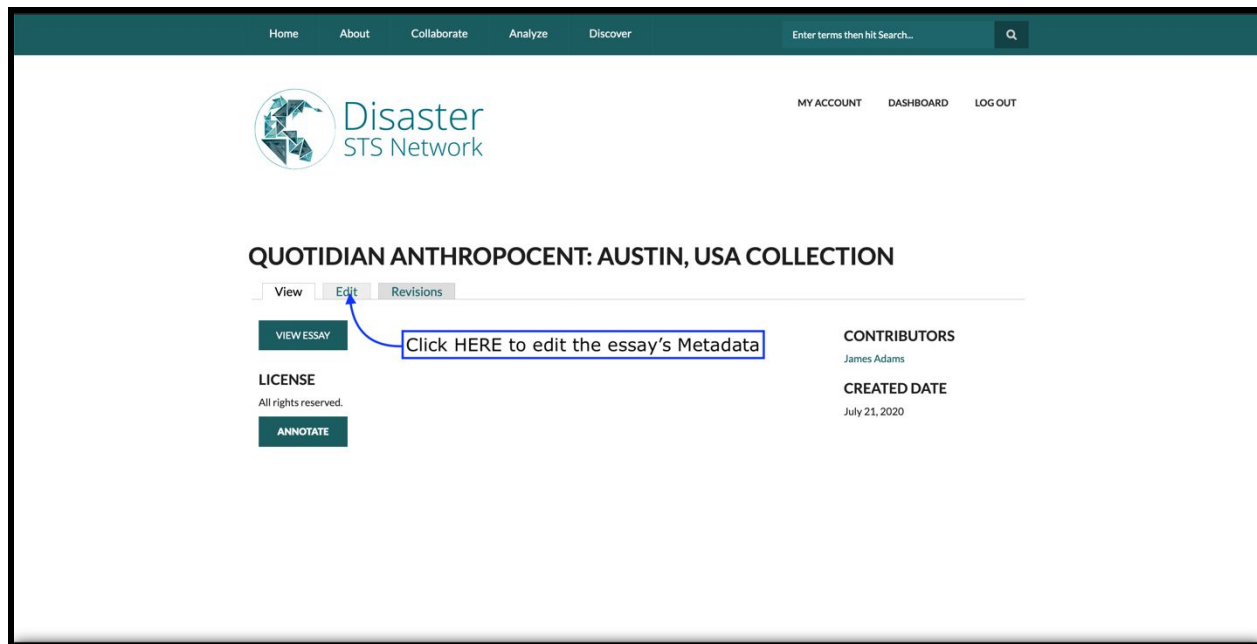 Home About Collaborate Analyze Discover Enter terms then hit Search...
Disaster
STS Network
MY ACCOUNT DASHBOARD LOG OUT
QUOTIDIAN ANTHROPOCENT: AUSTIN, USA COLLECTION
View Edit Revisions
VIEW ESSAY
Click HERE to edit the essay's Metadata
LICENSE
All rights reserved.
ANNOTATE
CONTRIBUTORS
James Adams
CREATED DATE
July 21, 2020